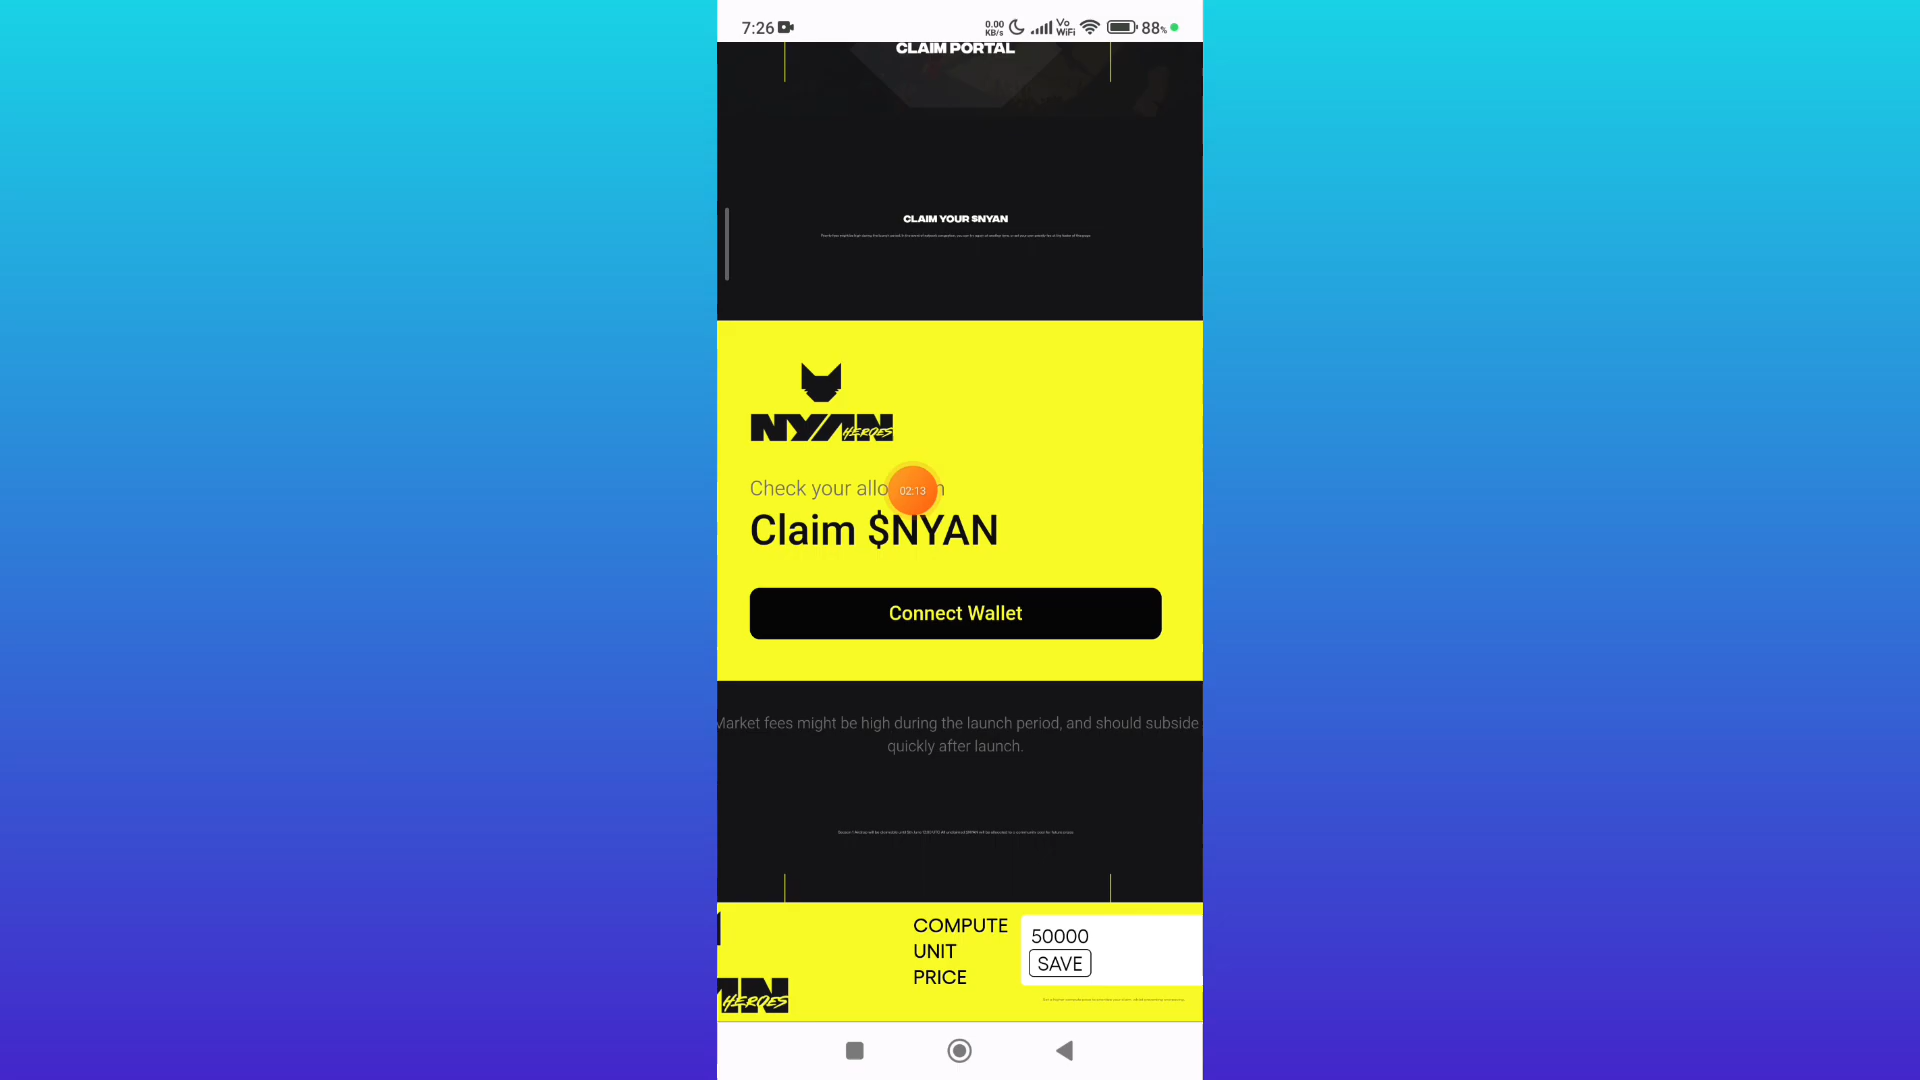 7:26
0.00
KB/s
Vo
WiFi
88%
CLAIM PORTAL
CLAIM YOUR $NYAN
NYAN
HEROES
Check your allo n
02:13
Claim $NYAN
Connect Wallet
Market fees might be high during the launch period, and should subside
quickly after launch.
COMPUTE
UNIT
PRICE
50000
SAVE
HEROES